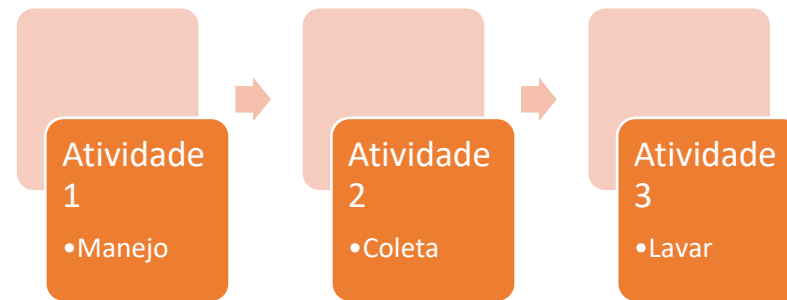 Atividade
1
•Manejo
Atividade
2
•Coleta
Atividade
3
•Lavar